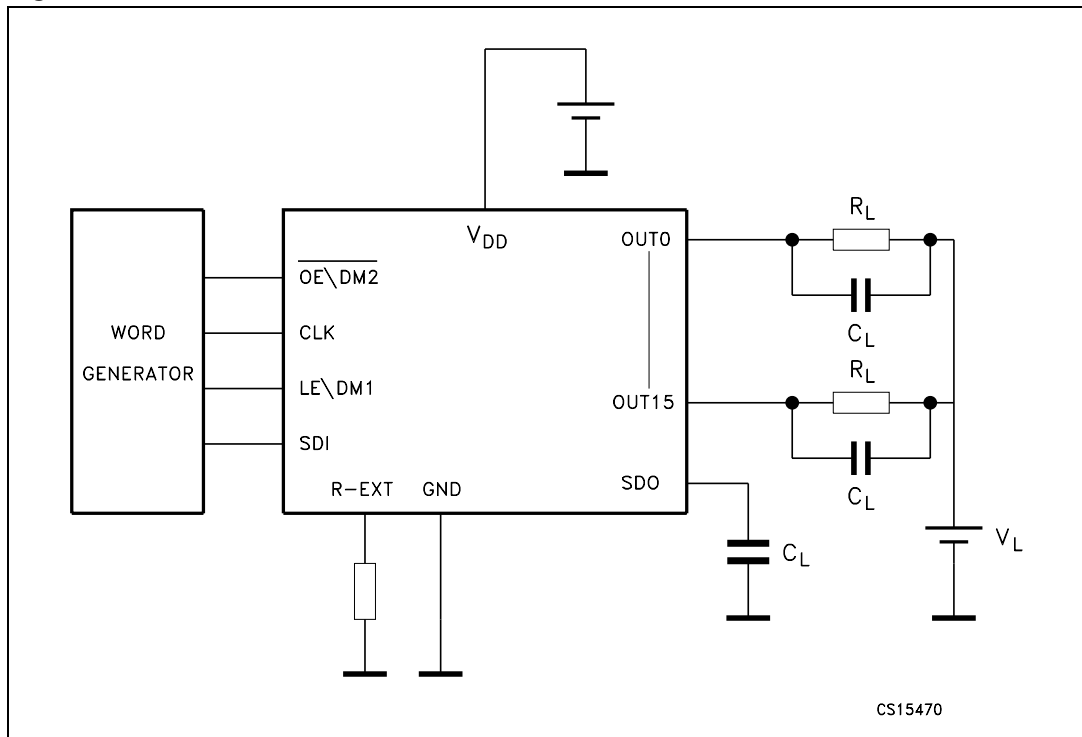 V_DD
OUT0
R_L
C_L
OE\DM2
CLK
LE\DM1
SDI
WORD
GENERATOR
R_L
OUT15
C_L
SDO
R-EXT GND
C_L
V_L
CS15470